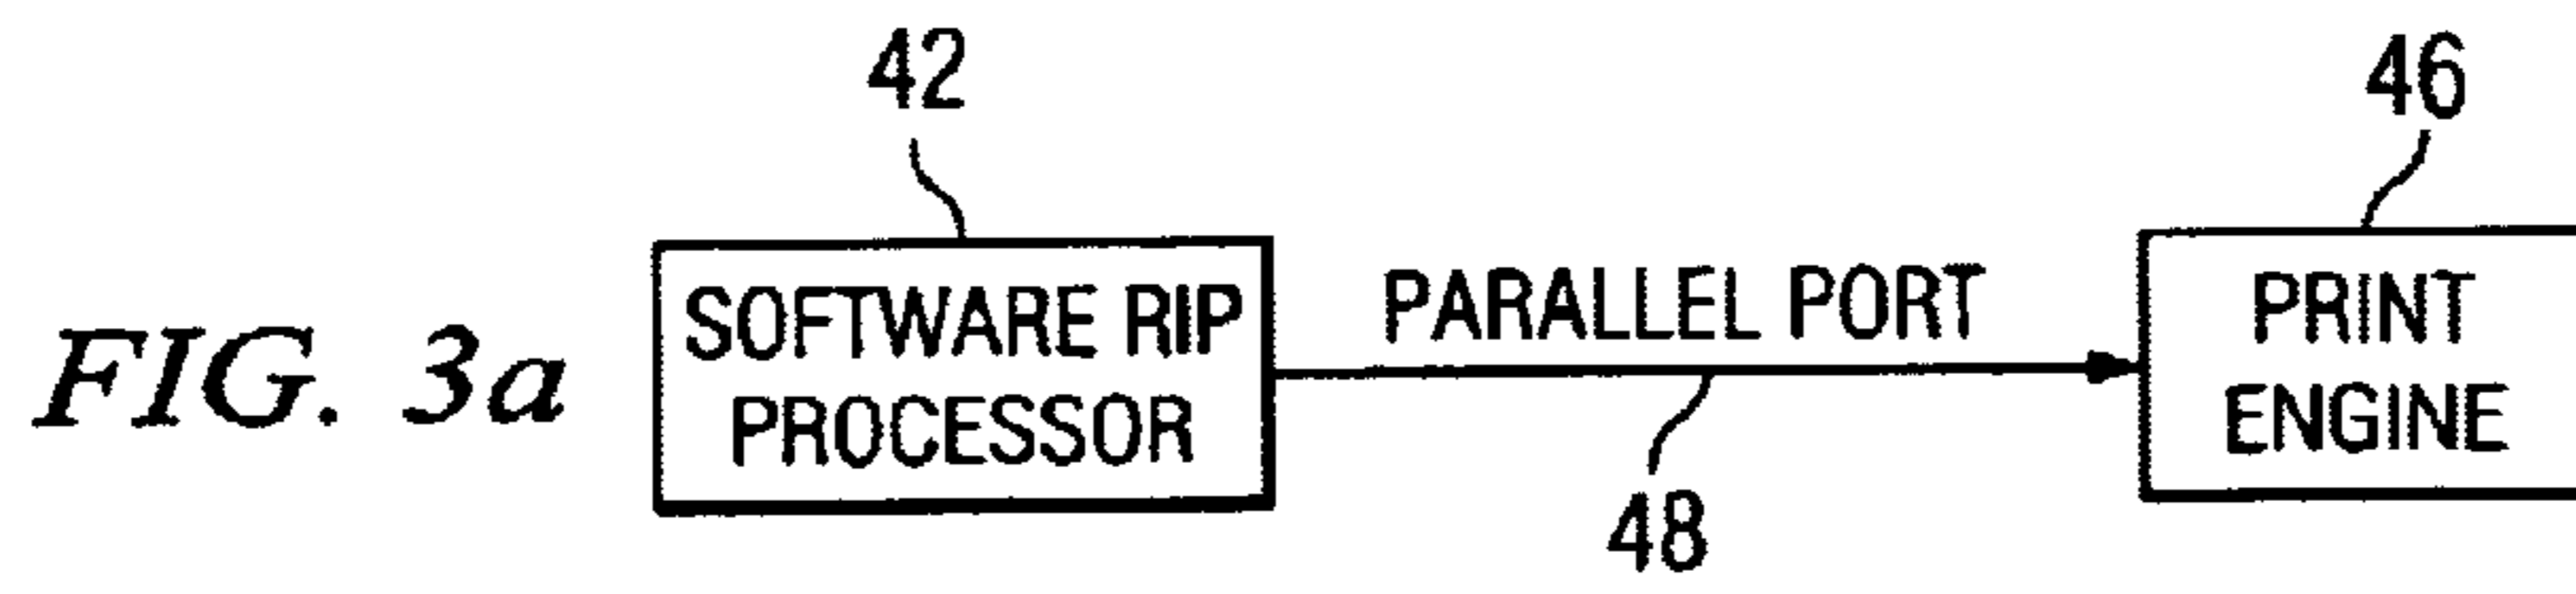 42
46
FIG. 3a
SOFTWARE RIP
PROCESSOR
PARALLEL PORT
48
PRINT
ENGINE